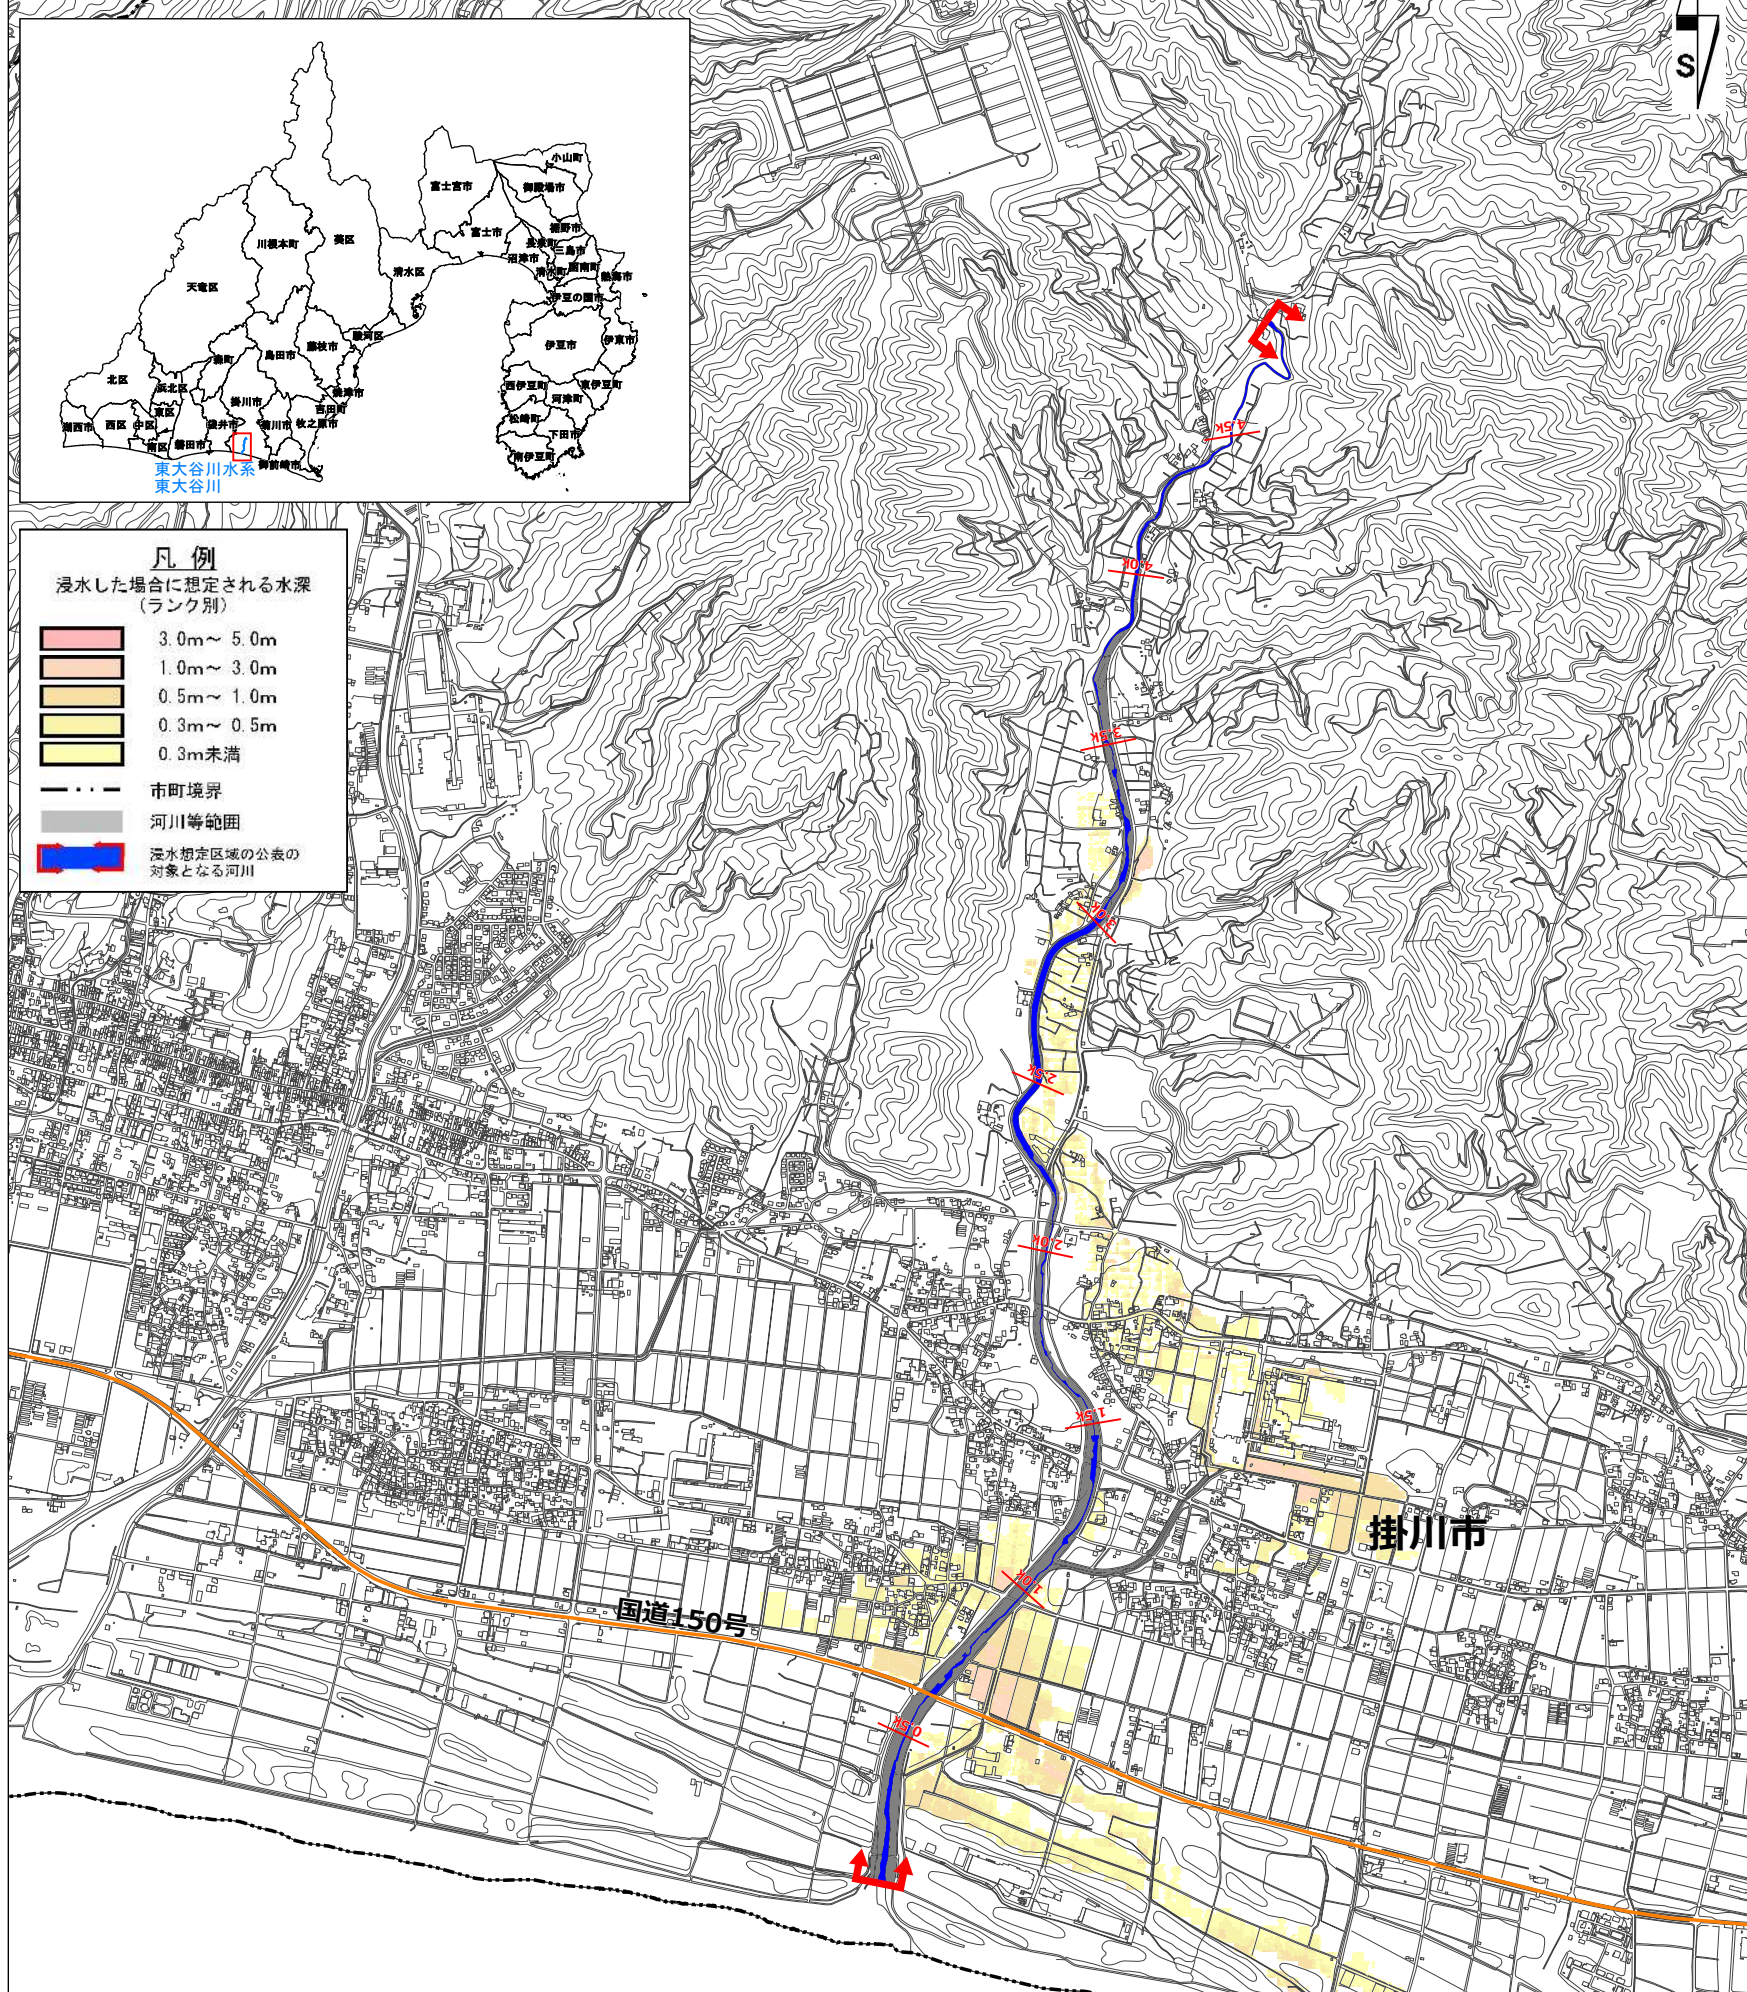 S
小山町
富士宮市
御殿場市
裾野市
富士市
長泉町
三島市
沼津市
清水町
函南町
熱海市
伊豆の国市
川根本町
葵区
清水区
天竜区
駿河区
伊豆市
伊東市
島田市
藤枝市
森町
北区
浜北区
西伊豆町
東伊豆町
焼津市
掛川市
河津町
東区
吉田町
湖西市
西区
中区
袋井市
菊川市
牧之原市
松崎町
下田市
南区
磐田市
南伊豆町
御前崎市
東大谷川水系
東大谷川
凡 例
浸水した場合に想定される水深
(ランク別)
3.0m～ 5.0m
1.0m～ 3.0m
0.5m～ 1.0m
0.3m～ 0.5m
0.3m未満
市町境界
河川等範囲
浸水想定区域の公表の
対象となる河川
4.5k
4.0k
3.5k
3.0k
2.5k
2.0k
1.5k
掛川市
1.0k
国道150号
0.5k